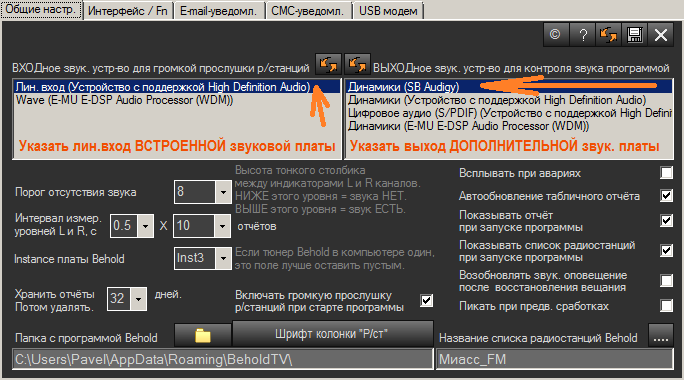 Общие настр. Интерфейс / Fn E-mail-уведомл. СМС-уведомл. USB модем
© ?
ВХОДное звук. устр-во для громкой прослушки р/станций
ВЫХОДное звук. устр-во для контроля звука программой
Лин. вход (Устройство с поддержкой High Definition Audio)
Wave (E-MU E-DSP Audio Processor (WDM))
Указать лин.вход ВСТРОЕННОЙ звуковой платы
Динамики (SB Audigy)
Динамики (Устройство с поддержкой High Definition Audio)
Цифровое аудио (S/PDIF) (Устройство с поддержкой High Defini
Динамики (E-MU E-DSP Audio Processor (WDM))
Указать выход ДОПОЛНИТЕЛЬНОЙ звук. платы
Порог отсутствия звука 8
Высота тонкого столбика
между индикаторами L и R каналов.
НИЖЕ этого уровня = звука НЕТ.
ВЫШЕ этого уровня = звук ЕСТЬ.
Интервал измер.
уровней L и R, с 0.5 X 10 отчётов
Instance платы Behold Inst3
Если тюнер Behold в компьютере один,
это поле лучше оставить пустым.
Хранить отчёты
Потом удалять. 32 дней.
Включать громкую прослушку
р/станций при старте программы
Всплывать при авариях
Автообновление табличного отчёта
Показывать отчёт
при запуске программы
Показывать список радиостанций
при запуске программы
Возобновлять звук. оповещение
после восстановления вещания
Пикать при предв. сработках
Папка с программой Behold
Шрифт колонки "Р/ст"
Название списка радиостанций Behold ....
C:\Users\Pavel\AppData\Roaming\BeholdTV\
Миасс_FM